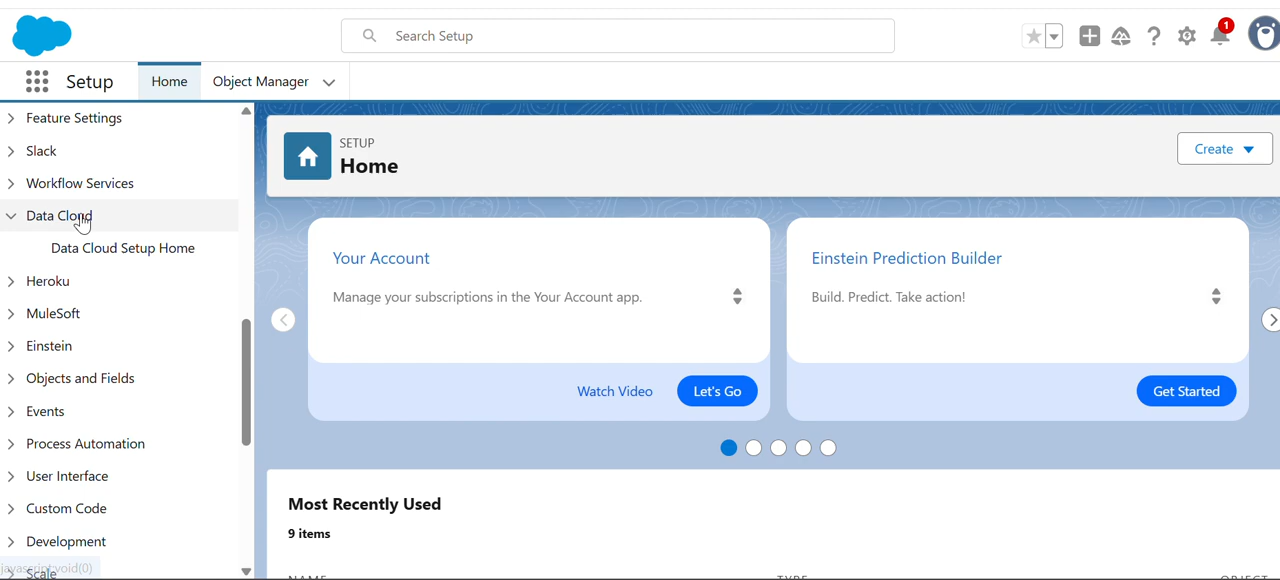 Search Setup
1
Setup
Home
Object Manager
Feature Settings
Slack
Workflow Services
Data Cloud
Data Cloud Setup Home
Heroku
MuleSoft
Einstein
Objects and Fields
Events
Process Automation
User Interface
Custom Code
Development
Scale
javascript:void(0)
SETUP
Home
Create
Your Account
Manage your subscriptions in the Your Account app.
Watch Video
Let's Go
Einstein Prediction Builder
Build. Predict. Take action!
Get Started
Most Recently Used
9 items
NAME
TYPE
OBJECT